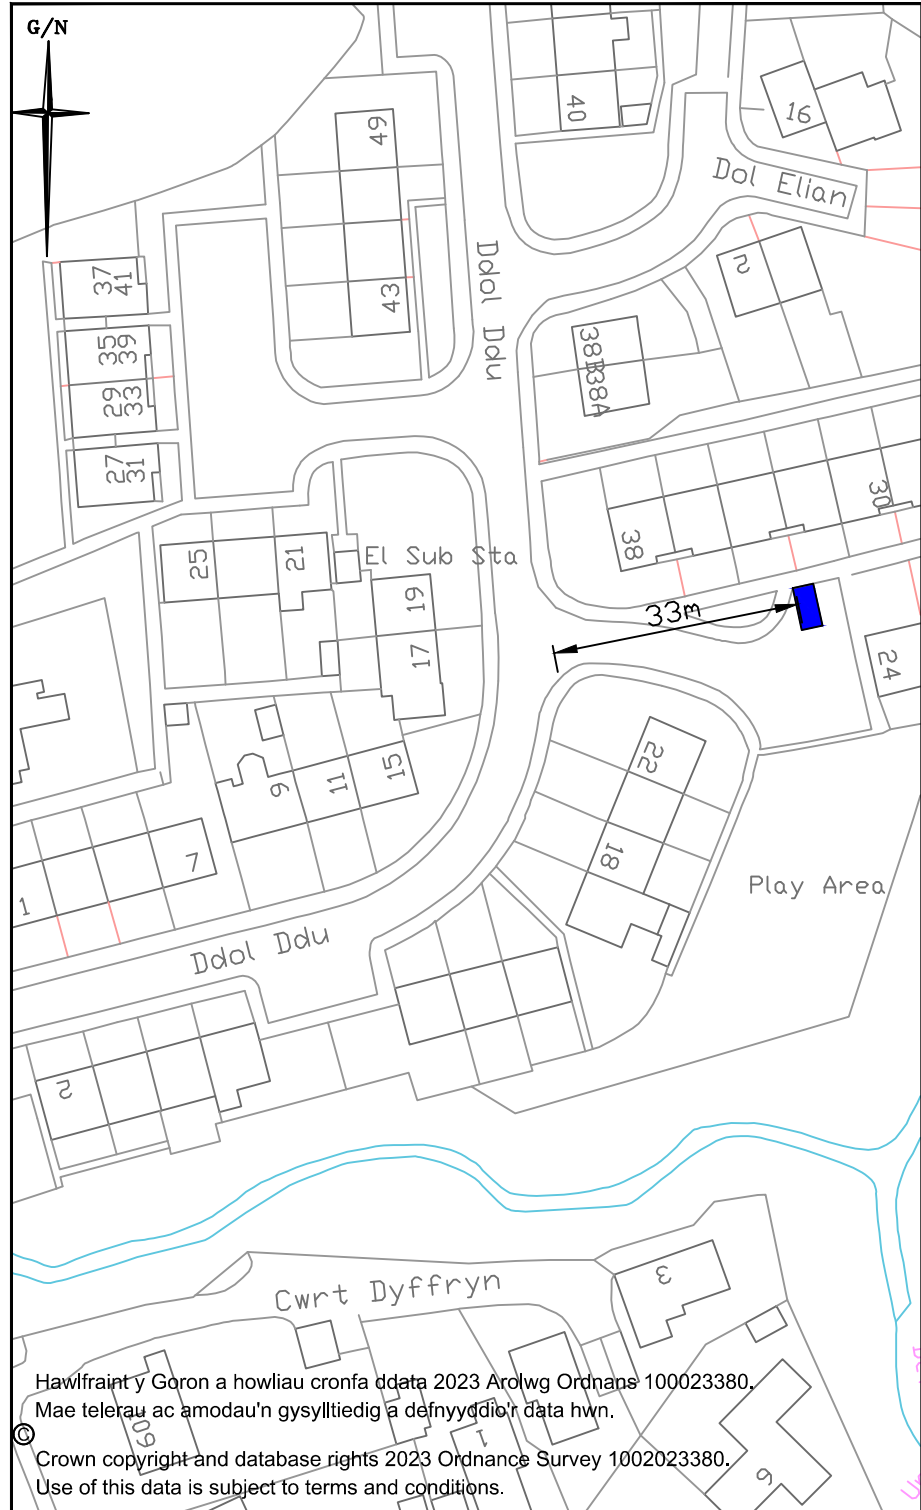 G/N
40
16
49
Dol Elian
Ddol Ddu
2
37
41
43
35
39
38B
38A
29
33
27
31
30
38
25
21
El Sub Sta
19
33m
17
24
22
9
11
15
7
18
1
Play Area
Ddol Ddu
2
3
Cwrt Dyffryn
Hawlfraint y Goron a howliau cronfa ddata 2023 Arolwg Ordnans 100023380.
Mae telerau ac amodau'n gysylltiedig a defnyyddio'r data hwn.
109
1
©
Crown copyright and database rights 2023 Ordnance Survey 1002023380.
Use of this data is subject to terms and conditions.